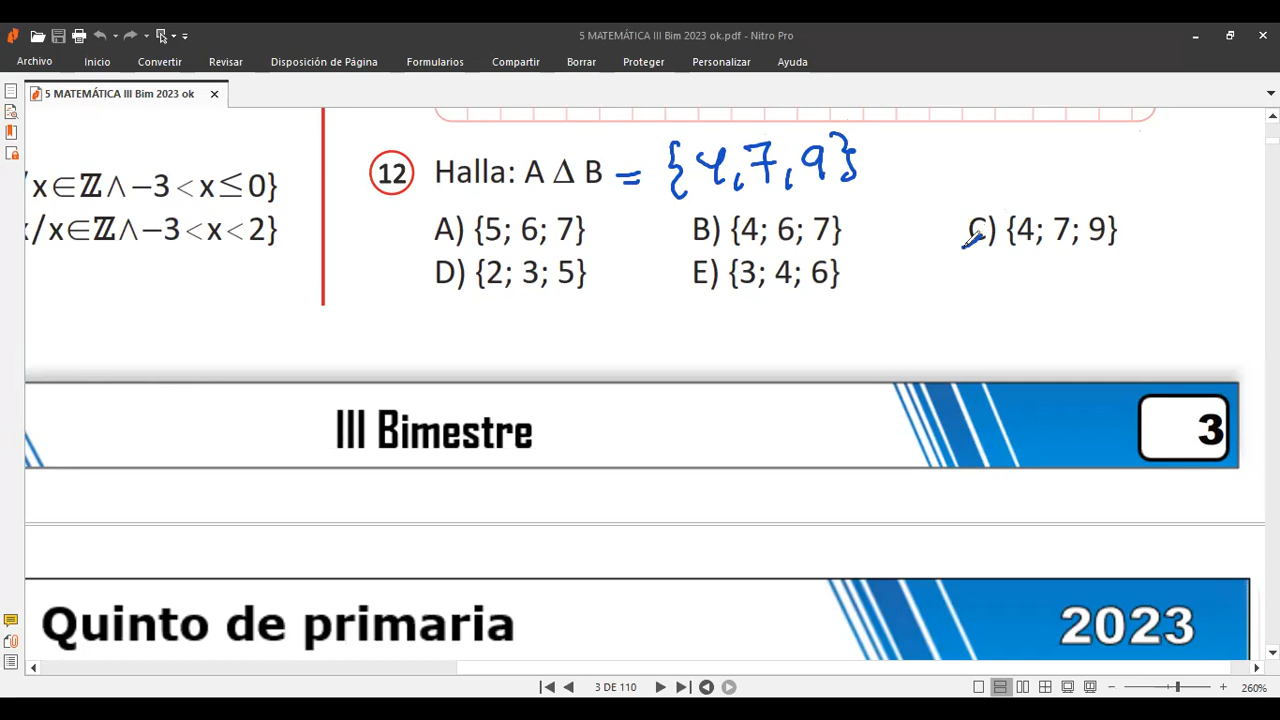 5 MATEMÁTICA III Bim 2023 ok.pdf - Nitro Pro
Archivo Inicio Convertir Revisar Disposición de Página Formularios Compartir Borrar Proteger Personalizar Ayuda
5 MATEMÁTICA III Bim 2023 ok
/x∈ℤ∧−3<x≤0}
x/x∈ℤ∧−3<x<2}
12 Halla: A Δ B = {4,7,9}
A) {5; 6; 7} B) {4; 6; 7} C) {4; 7; 9}
D) {2; 3; 5} E) {3; 4; 6}
III Bimestre 3
Quinto de primaria 2023
3 DE 110 260%